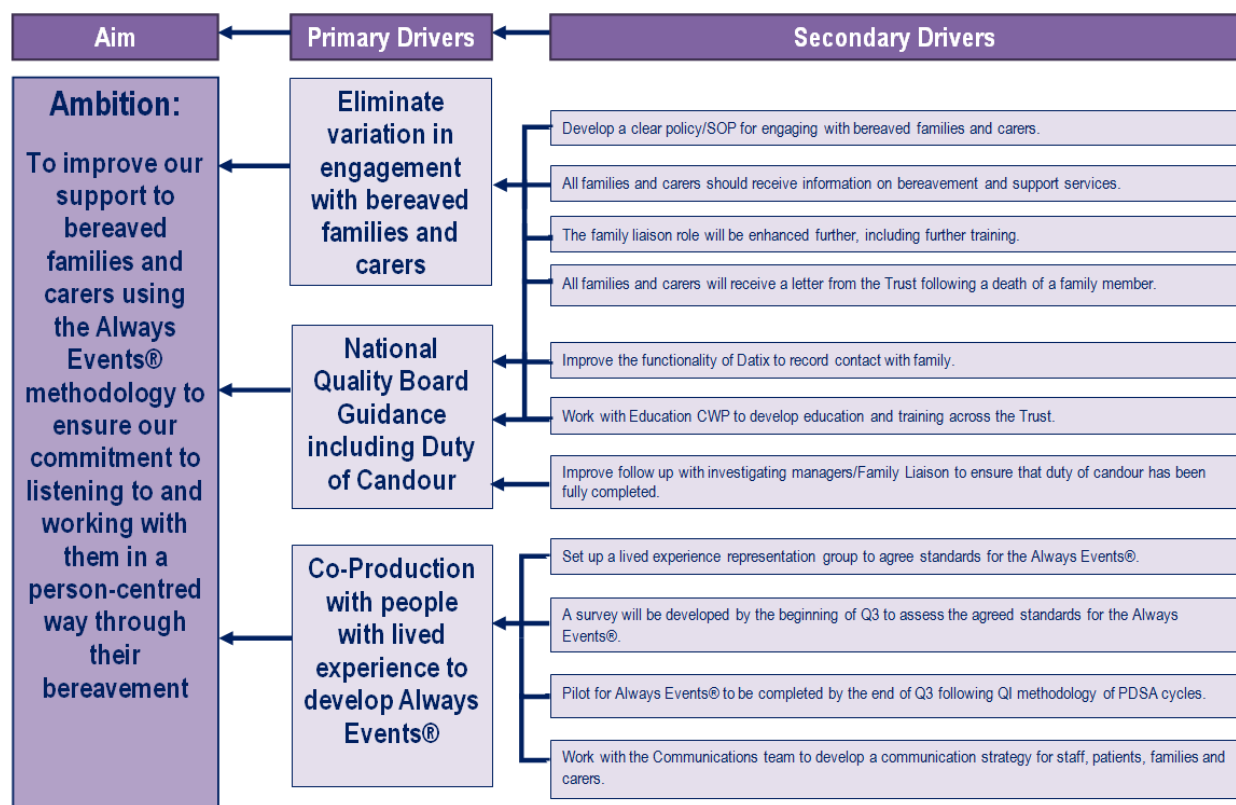 Aim
Primary Drivers
Secondary Drivers
Ambition:
To improve our
support to
bereaved
families and
carers using
the Always
Events®
methodology to
ensure our
commitment to
listening to and
working with
them in a
person-centred
way through
their
bereavement
Eliminate
variation in
engagement
with bereaved
families and
carers
National
Quality Board
Guidance
including Duty
of Candour
Co-Production
with people
with lived
experience to
develop Always
Events®
Develop a clear policy/SOP for engaging with bereaved families and carers.
All families and carers should receive information on bereavement and support services.
The family liaison role will be enhanced further, including further training.
All families and carers will receive a letter from the Trust following a death of a family member.
Improve the functionality of Datix to record contact with family.
Work with Education CWP to develop education and training across the Trust.
Improve follow up with investigating managers/Family Liaison to ensure that duty of candour has been
fully completed.
Set up a lived experience representation group to agree standards for the Always Events®.
A survey will be developed by the beginning of Q3 to assess the agreed standards for the Always
Events®.
Pilot for Always Events® to be completed by the end of Q3 following QI methodology of PDSA cycles.
Work with the Communications team to develop a communication strategy for staff, patients, families and
carers.